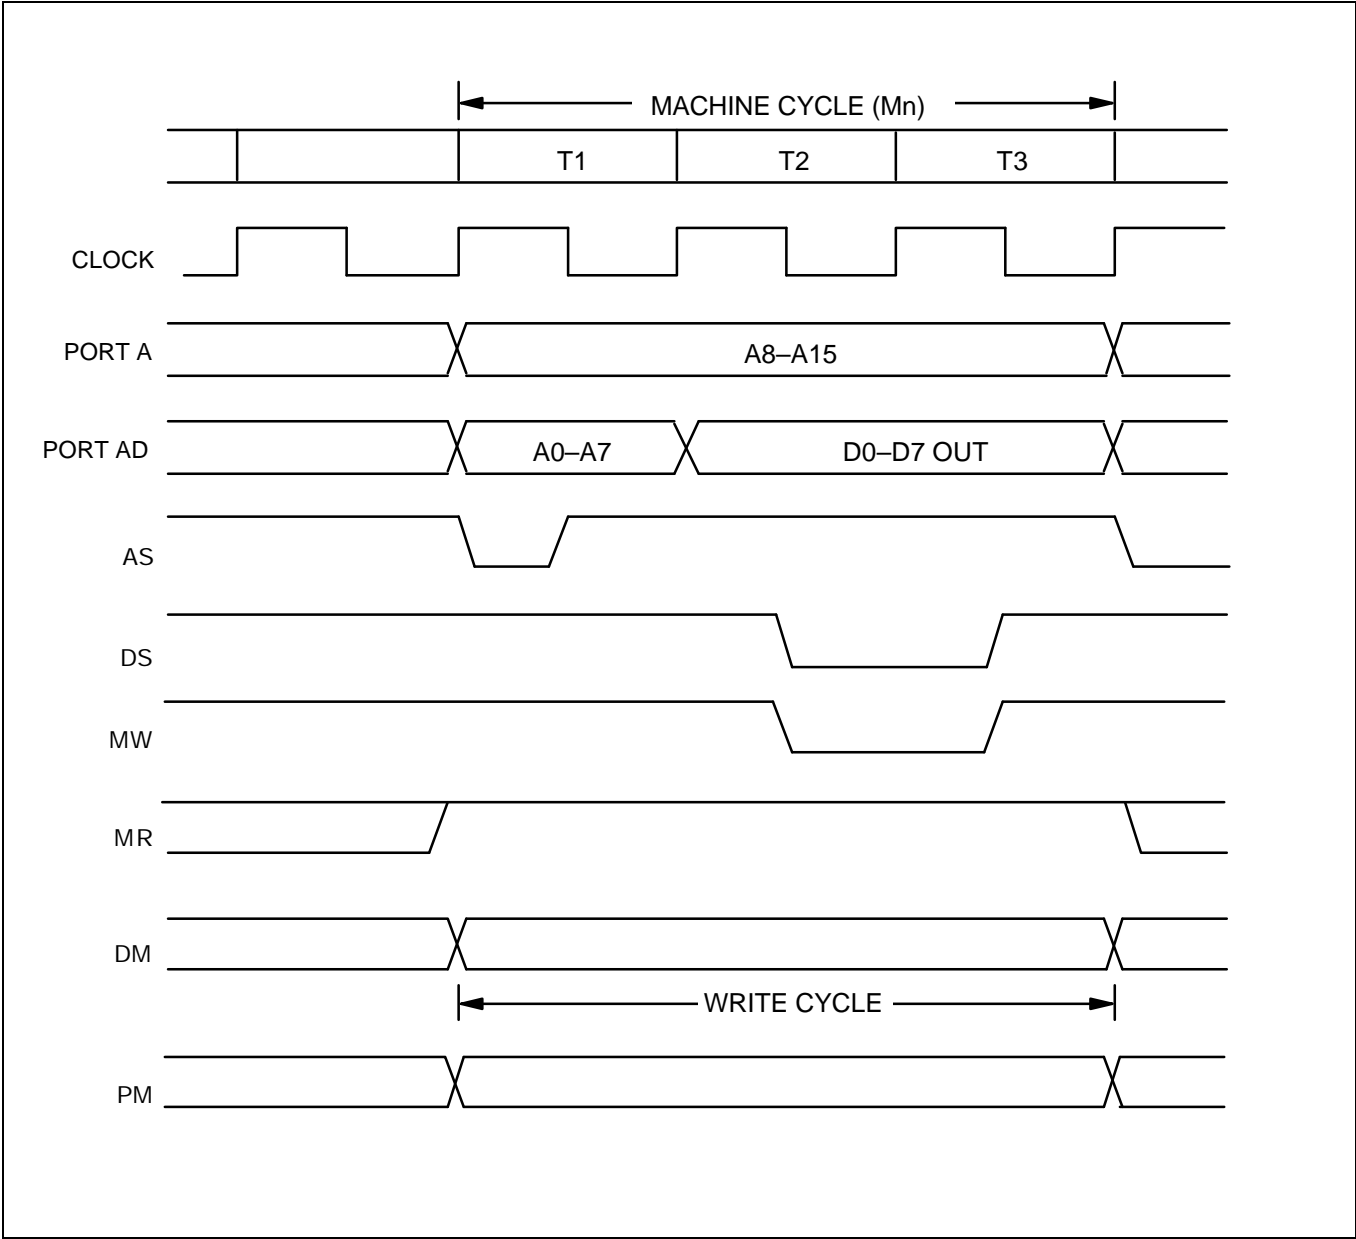 MACHINE CYCLE (Mn)
T1 T2 T3
CLOCK
PORT A A8–A15
PORT AD A0–A7 D0–D7 OUT
AS
DS
MW
MR
DM
WRITE CYCLE
PM